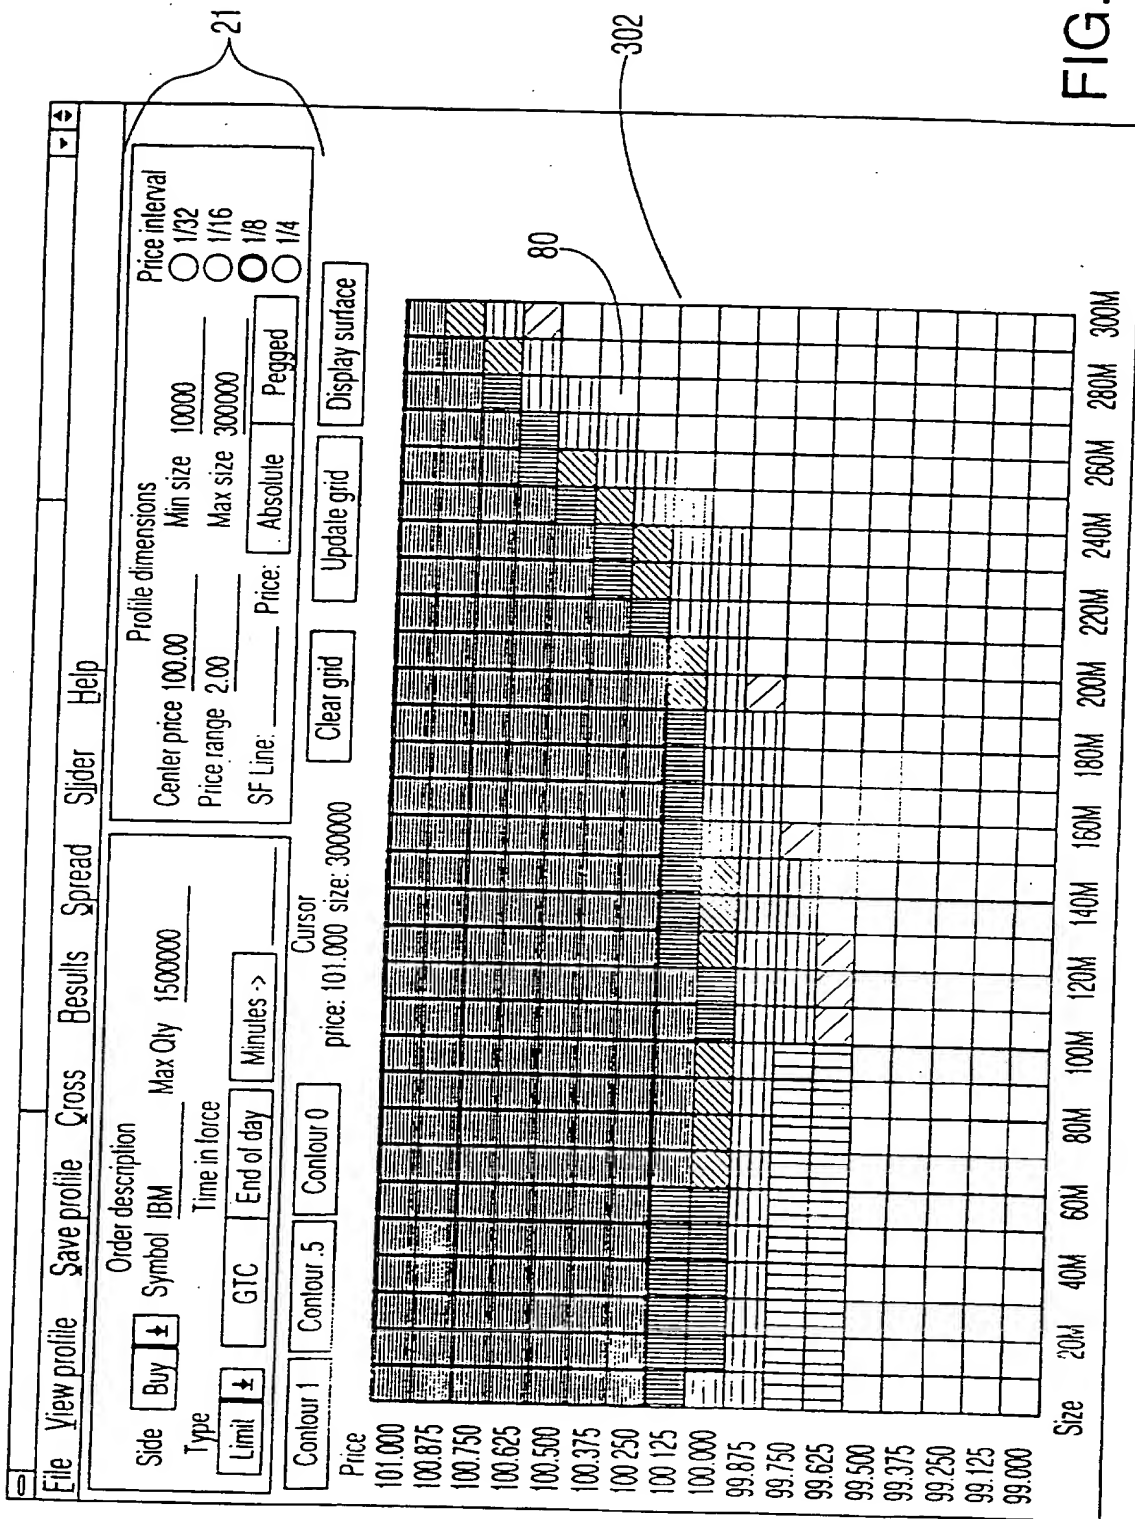 File View profile Save profile Cross Besults Spread Slider Help
Order description
Side Buy ± Symbol IBM Max Qly 1500000
Type Time in force
Limit ± GTC End of day Minutes ->
Profile dimensions
Center price 100.00 Min size 10000
Price range 2.00 Max size 300000
SF Line: Price: Absolute Pegged
Price interval
1/32
1/16
1/8
1/4
21
Contour 1 Contour .5 Contour 0
Cursor
price: 101.000 size: 300000
Clear grid Update grid Display surface
Price
101.000
100.875
100.750
100.625
100.500
100.375
100 250
100 125
100.000
99.875
99.750
99.625
99.500
99.375
99.250
99.125
99.000
Size 20M 40M 60M 80M 100M 120M 140M 160M 180M 200M 220M 240M 260M 280M 300M
80
302
FIG.